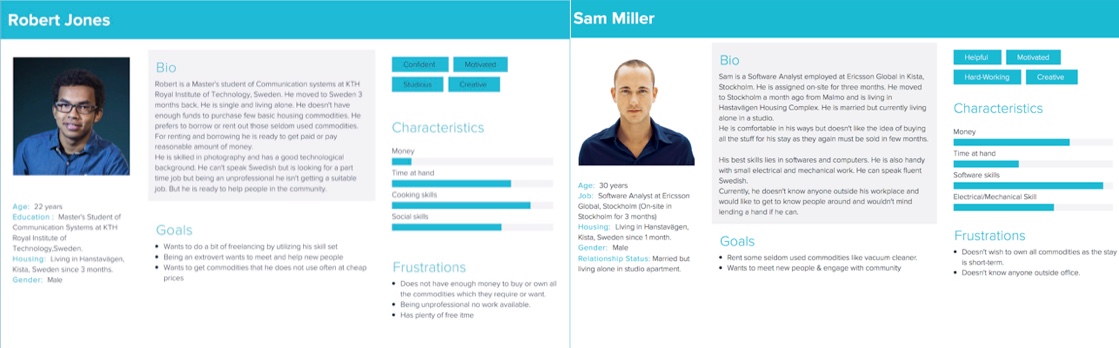 Robert Jones
Bio
Robert is a Master's student of Communication systems at KTH
Royal Institute of Technology, Sweden. He moved to Sweden 3
months back. He is single and living alone. He doesn't have
enough funds to purchase few basic housing commodities. He
prefers to borrow or rent out those seldom used commodities.
For renting and borrowing he is ready to get paid or pay
reasonable amount of money.
He is skilled in photography and has a good technological
background. He can't speak Swedish but is looking for a part
time job but being an unprofessional he isn't getting a suitable
job. But he is ready to help people in the community.
Age: 22 years
Education : Master's Student of
Communication Systems at KTH
Royal Institute of
Technology,Sweden.
Housing: Living in Hanstavägen,
Kista, Sweden since 3 months.
Gender: Male
Goals
• Wants to do a bit of freelancing by utilizing his skill set
• Being an extrovert wants to meet and help new people
• Wants to get commodities that he does not use often at cheap
prices
Confident Motivated
Studious Creative
Characteristics
Money
Time at hand
Cooking skills
Social skills
Frustrations
• Does not have enough money to buy or own all
the commodities which they require or want.
• Being unprofessional no work available.
• Has plenty of free itme
Sam Miller
Bio
Sam is a Software Analyst employed at Ericsson Global in Kista,
Stockholm. He is assigned on-site for three months. He moved
to Stockholm a month ago from Malmo and is living in
Hastavägen Housing Complex. He is married but currently living
alone in a studio.
He is comfortable in his ways but doesn't like the idea of buying
all the stuff for his stay as they again must be sold in few months.
His best skills lies in softwares and computers. He is also handy
with small electrical and mechanical work. He can speak fluent
Swedish.
Currently, he doesn't know anyone outside his workplace and
would like to get to know people around and wouldn't mind
lending a hand if he can.
Age: 30 years
Job: Software Analyst at Ericsson
Global, Stockholm (On-site in
Stockholm for 3 months)
Housing: Living in Hanstavägen,
Kista, Sweden since 1 month.
Gender: Male
Relationship Status: Married but
living alone in studio apartment.
Goals
• Rent some seldom used commodities like vacuum cleaner.
• Wants to meet new people & engage with community
Helpful Motivated
Hard-Working Creative
Characteristics
Money
Time at hand
Software skills
Electrical/Mechanical Skill
Frustrations
• Doesn't wish to own all commodities as the stay
is short-term.
• Doesn't know anyone outside office.